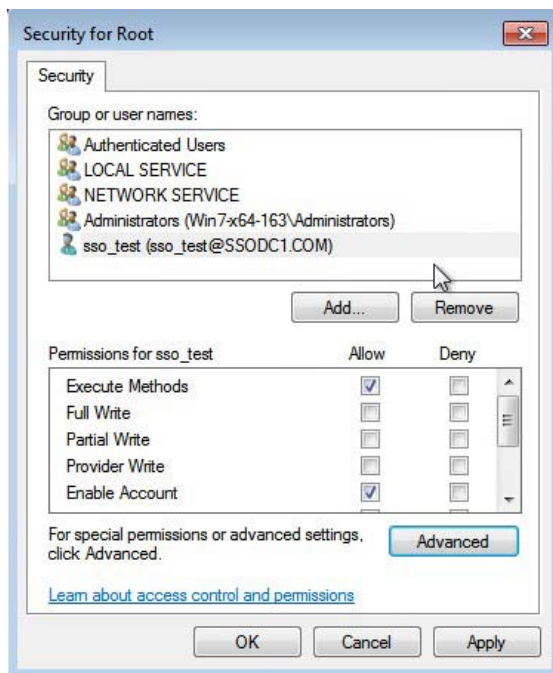 Security for Root
Security
Group or user names:
Authenticated Users
LOCAL SERVICE
NETWORK SERVICE
Administrators (Win7-x64-163\Administrators)
sso_test (sso_test@SSODC1.COM)
Add...
Remove
Permissions for sso_test
Allow
Deny
Execute Methods
Full Write
Partial Write
Provider Write
Enable Account
For special permissions or advanced settings,
click Advanced.
Advanced
Learn about access control and permissions
OK
Cancel
Apply